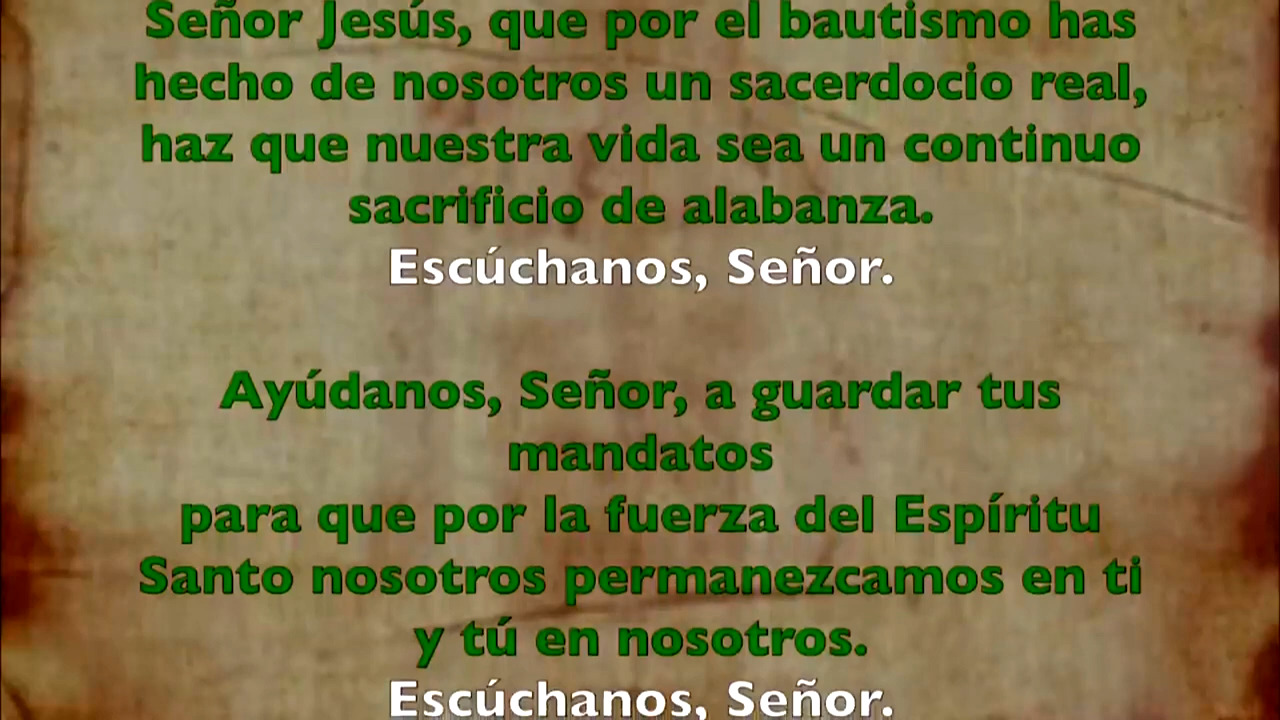 Señor Jesús, que por el bautismo has
hecho de nosotros un sacerdocio real,
haz que nuestra vida sea un continuo
sacrificio de alabanza.
Escúchanos, Señor.
Ayúdanos, Señor, a guardar tus
mandatos
para que por la fuerza del Espíritu
Santo nosotros permanezcamos en ti
y tú en nosotros.
Escúchanos, Señor.